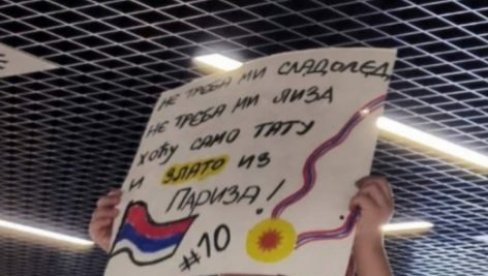 НЕ ТРЕБА МИ СЛАДОЛЕД,
НЕ ТРЕБА МИ ЛИЗА
ХОЋУ САМО ТАТУ
И ЗЛАТО ИЗ
ПАРИЗА!
#10